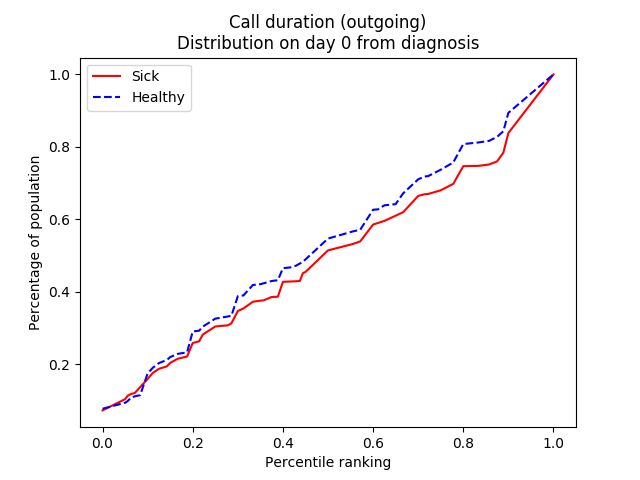 Call duration (outgoing)
Distribution on day 0 from diagnosis
Sick
Healthy
1.0
0.8
0.6
0.4
0.2
Percentage of population
0.0 0.2 0.4 0.6 0.8 1.0
Percentile ranking